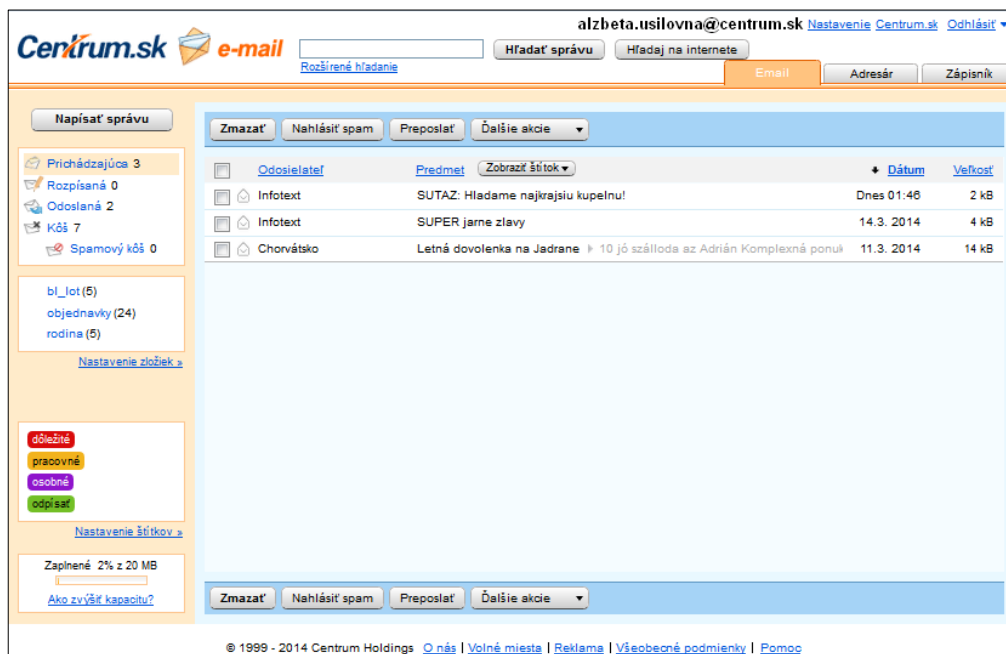 alzbeta.usilovna@centrum.sk Nastavenie Centrum.sk Odhlásiť
Centrum.sk e-mail Hľadať správu Hľadaj na internete
Rozšírené hľadanie
Email Adresár Zápisník
Napísať správu
Prichádzajúca 3
Rozpísaná 0
Odoslaná 2
Kôš 7
Spamový kôš 0
bl_lot (5)
objednavky (24)
rodina (5)
Nastavenie zložiek »
dôležité
pracovné
osobné
odpísať
Nastavenie štítkov »
Zaplnené 2% z 20 MB
Ako zvýšiť kapacitu?
Zmazať Nahlásiť spam Preposlať Ďalšie akcie
Odosielateľ Predmet Zobraziť štítok Dátum Veľkosť
Infotext SUTAZ: Hladame najkrajsiu kupelnu! Dnes 01:46 2 kB
Infotext SUPER jarne zlavy 14.3. 2014 4 kB
Chorvátsko Letná dovolenka na Jadrane 10 jó szálloda az Adrián Komplexná ponuk 11.3. 2014 14 kB
Zmazať Nahlásiť spam Preposlať Ďalšie akcie
© 1999 - 2014 Centrum Holdings O nás | Voľné miesta | Reklama | Všeobecné podmienky | Pomoc